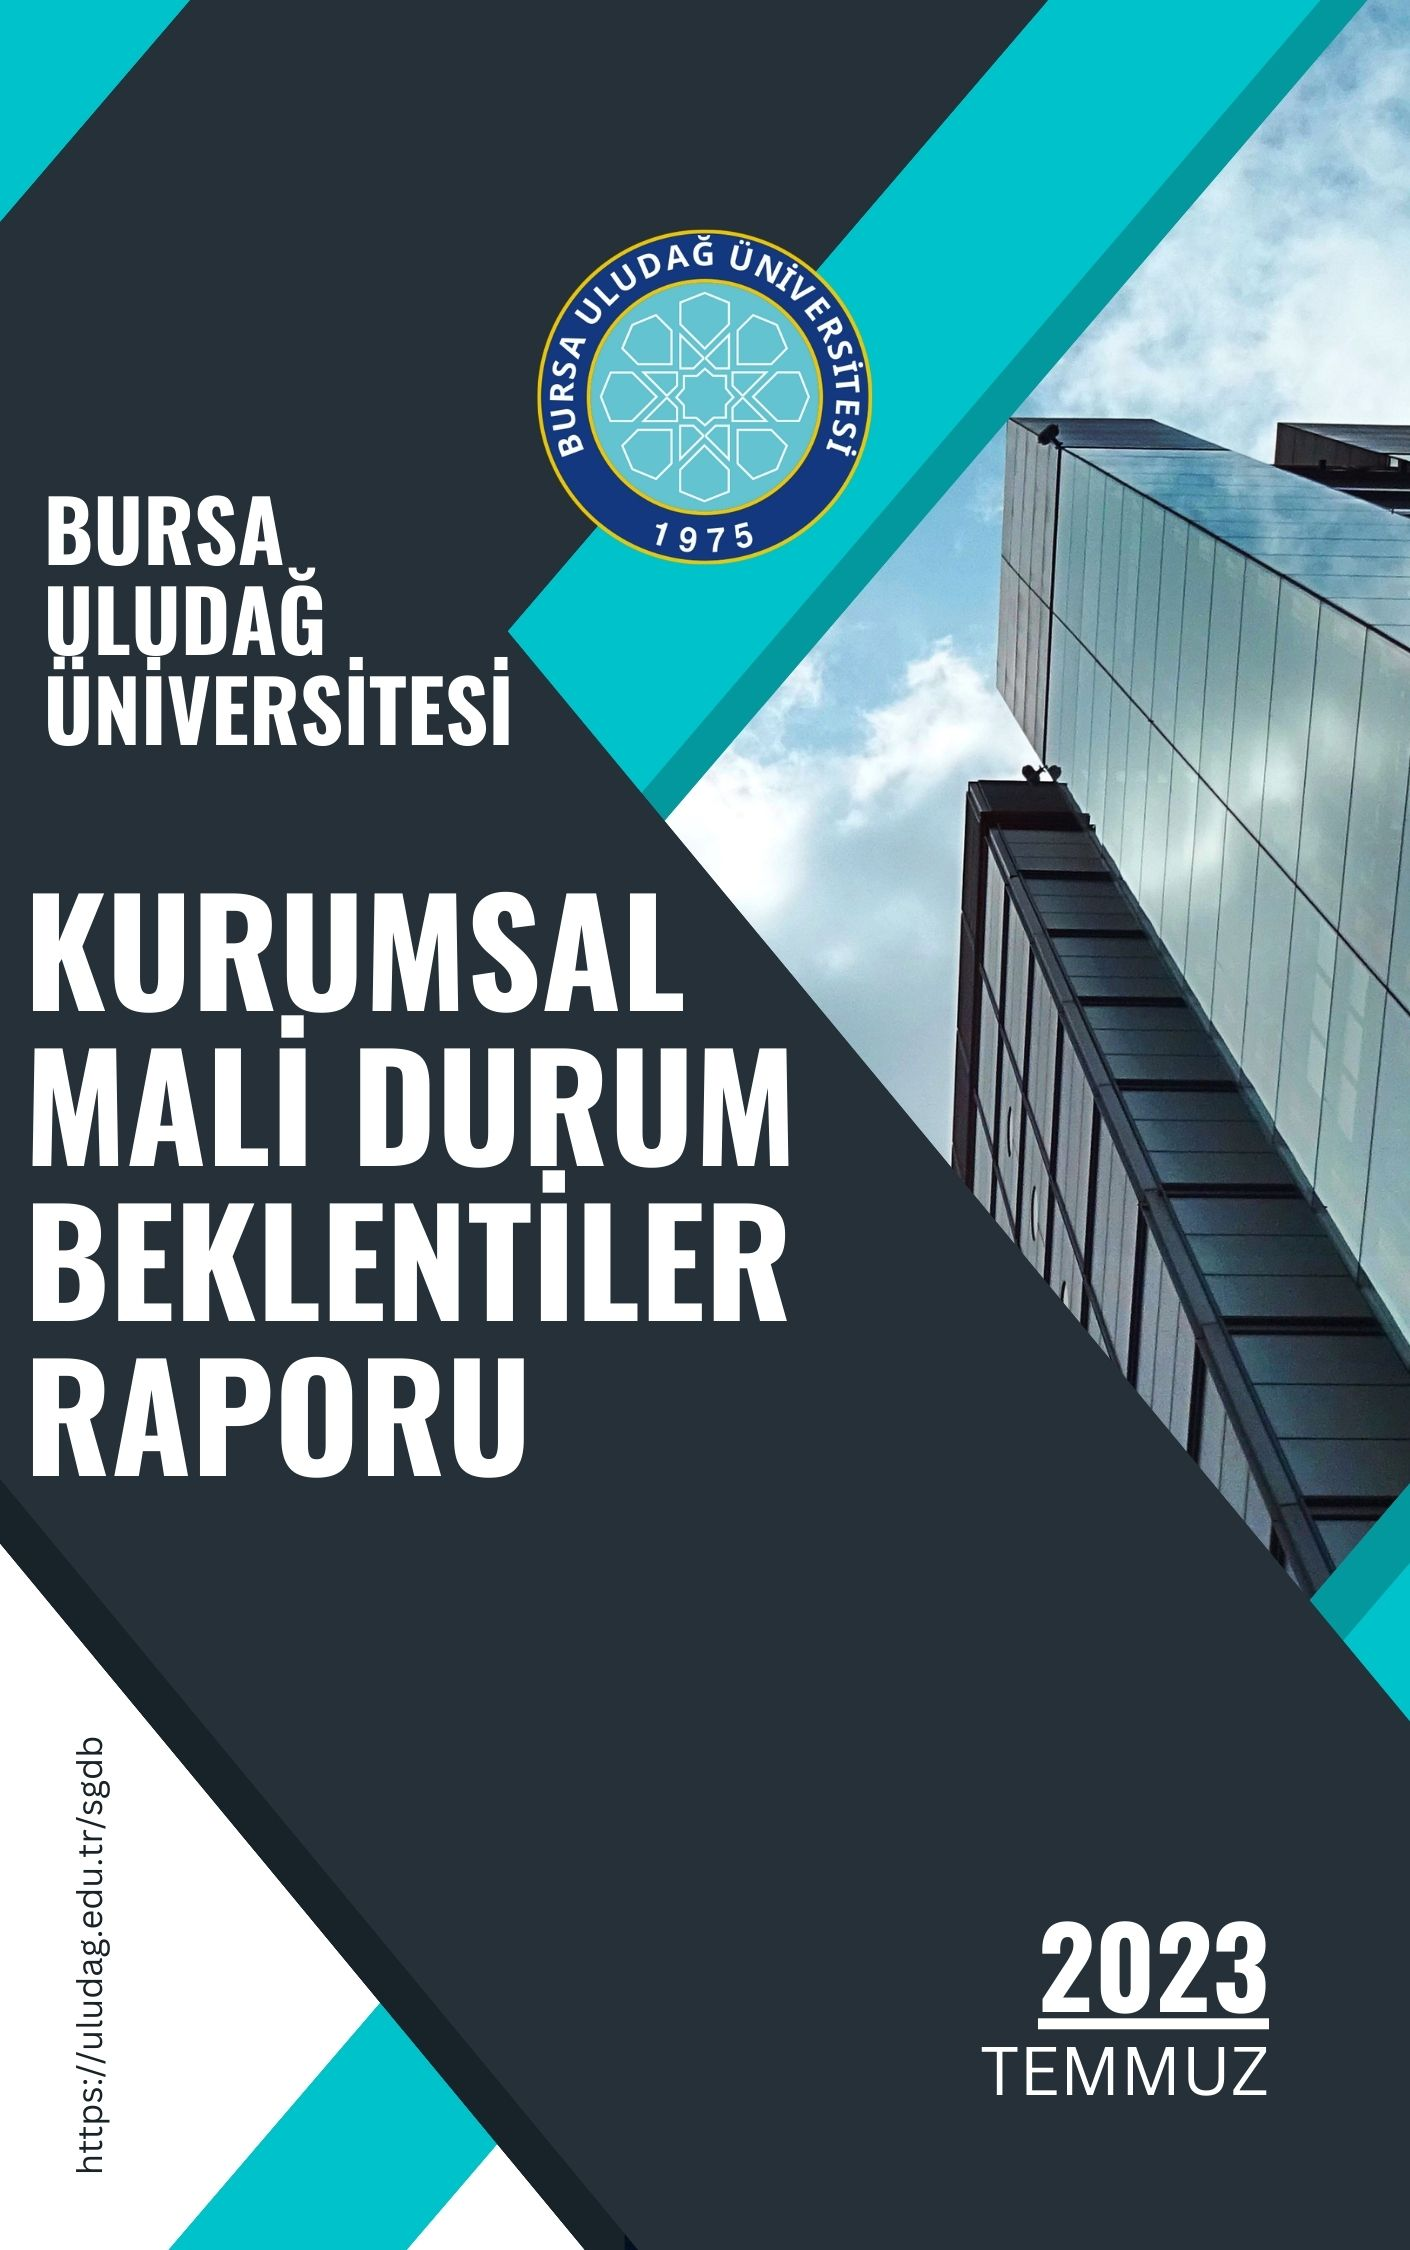 BURSA ULUDAĞ ÜNİVERSİTESİ
1975
BURSA
ULUDAĞ
ÜNİVERSİTESİ
KURUMSAL
MALİ DURUM
BEKLENTİLER
RAPORU
https://uludag.edu.tr/sgdb
2023
TEMMUZ